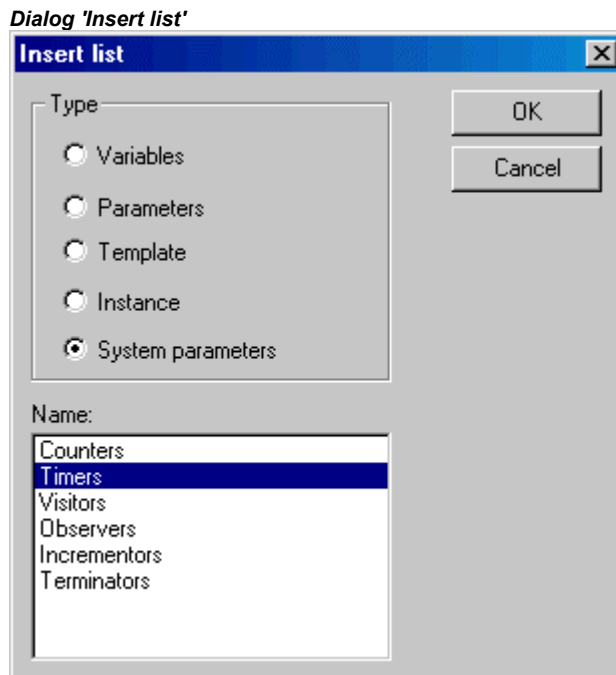 Dialog 'Insert list'
Insert list
Type
OK
Variables
Cancel
Parameters
Template
Instance
System parameters
Name:
Counters
Timers
Visitors
Observers
Incrementors
Terminators